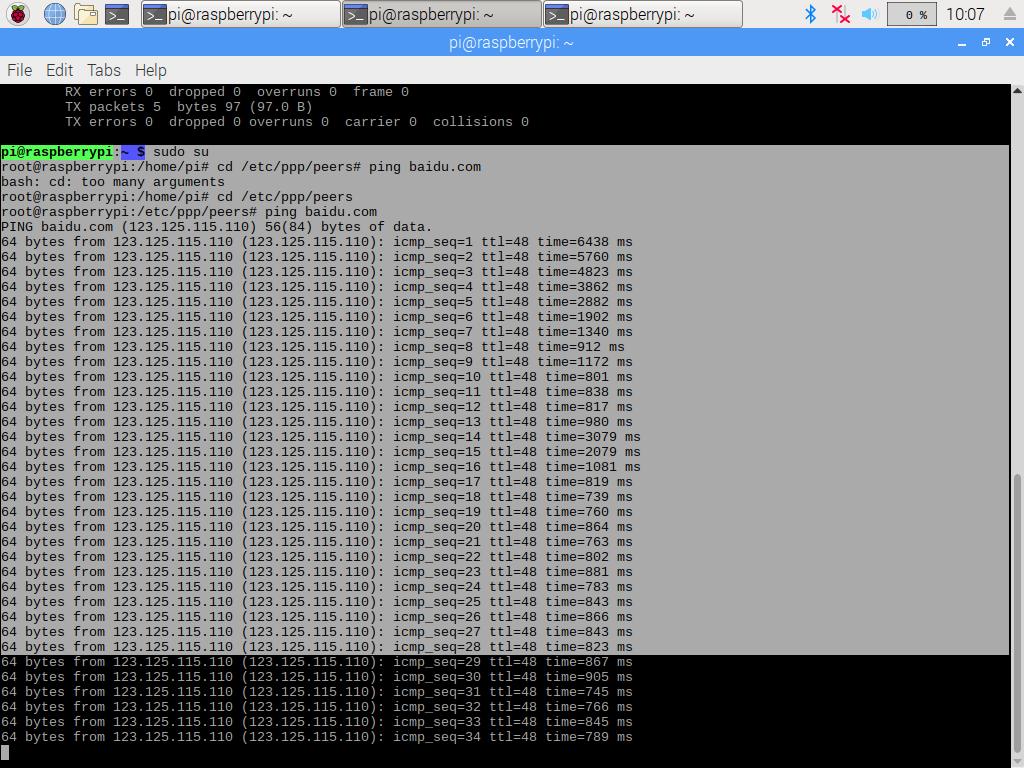 pi@raspberrypi: ~ pi@raspberrypi: ~ pi@raspberrypi: ~ 0 % 10:07
pi@raspberrypi: ~
File Edit Tabs Help
RX errors 0  dropped 0  overruns 0  frame 0
TX packets 5  bytes 97 (97.0 B)
TX errors 0  dropped 0 overruns 0  carrier 0  collisions 0
pi@raspberrypi:~ $ sudo su
root@raspberrypi:/home/pi# cd /etc/ppp/peers# ping baidu.com
bash: cd: too many arguments
root@raspberrypi:/home/pi# cd /etc/ppp/peers
root@raspberrypi:/etc/ppp/peers# ping baidu.com
PING baidu.com (123.125.115.110) 56(84) bytes of data.
64 bytes from 123.125.115.110 (123.125.115.110): icmp_seq=1 ttl=48 time=6438 ms
64 bytes from 123.125.115.110 (123.125.115.110): icmp_seq=2 ttl=48 time=5760 ms
64 bytes from 123.125.115.110 (123.125.115.110): icmp_seq=3 ttl=48 time=4823 ms
64 bytes from 123.125.115.110 (123.125.115.110): icmp_seq=4 ttl=48 time=3862 ms
64 bytes from 123.125.115.110 (123.125.115.110): icmp_seq=5 ttl=48 time=2882 ms
64 bytes from 123.125.115.110 (123.125.115.110): icmp_seq=6 ttl=48 time=1902 ms
64 bytes from 123.125.115.110 (123.125.115.110): icmp_seq=7 ttl=48 time=1340 ms
64 bytes from 123.125.115.110 (123.125.115.110): icmp_seq=8 ttl=48 time=912 ms
64 bytes from 123.125.115.110 (123.125.115.110): icmp_seq=9 ttl=48 time=1172 ms
64 bytes from 123.125.115.110 (123.125.115.110): icmp_seq=10 ttl=48 time=801 ms
64 bytes from 123.125.115.110 (123.125.115.110): icmp_seq=11 ttl=48 time=838 ms
64 bytes from 123.125.115.110 (123.125.115.110): icmp_seq=12 ttl=48 time=817 ms
64 bytes from 123.125.115.110 (123.125.115.110): icmp_seq=13 ttl=48 time=980 ms
64 bytes from 123.125.115.110 (123.125.115.110): icmp_seq=14 ttl=48 time=3079 ms
64 bytes from 123.125.115.110 (123.125.115.110): icmp_seq=15 ttl=48 time=2079 ms
64 bytes from 123.125.115.110 (123.125.115.110): icmp_seq=16 ttl=48 time=1081 ms
64 bytes from 123.125.115.110 (123.125.115.110): icmp_seq=17 ttl=48 time=819 ms
64 bytes from 123.125.115.110 (123.125.115.110): icmp_seq=18 ttl=48 time=739 ms
64 bytes from 123.125.115.110 (123.125.115.110): icmp_seq=19 ttl=48 time=760 ms
64 bytes from 123.125.115.110 (123.125.115.110): icmp_seq=20 ttl=48 time=864 ms
64 bytes from 123.125.115.110 (123.125.115.110): icmp_seq=21 ttl=48 time=763 ms
64 bytes from 123.125.115.110 (123.125.115.110): icmp_seq=22 ttl=48 time=802 ms
64 bytes from 123.125.115.110 (123.125.115.110): icmp_seq=23 ttl=48 time=881 ms
64 bytes from 123.125.115.110 (123.125.115.110): icmp_seq=24 ttl=48 time=783 ms
64 bytes from 123.125.115.110 (123.125.115.110): icmp_seq=25 ttl=48 time=843 ms
64 bytes from 123.125.115.110 (123.125.115.110): icmp_seq=26 ttl=48 time=866 ms
64 bytes from 123.125.115.110 (123.125.115.110): icmp_seq=27 ttl=48 time=843 ms
64 bytes from 123.125.115.110 (123.125.115.110): icmp_seq=28 ttl=48 time=823 ms
64 bytes from 123.125.115.110 (123.125.115.110): icmp_seq=29 ttl=48 time=867 ms
64 bytes from 123.125.115.110 (123.125.115.110): icmp_seq=30 ttl=48 time=905 ms
64 bytes from 123.125.115.110 (123.125.115.110): icmp_seq=31 ttl=48 time=745 ms
64 bytes from 123.125.115.110 (123.125.115.110): icmp_seq=32 ttl=48 time=766 ms
64 bytes from 123.125.115.110 (123.125.115.110): icmp_seq=33 ttl=48 time=845 ms
64 bytes from 123.125.115.110 (123.125.115.110): icmp_seq=34 ttl=48 time=789 ms